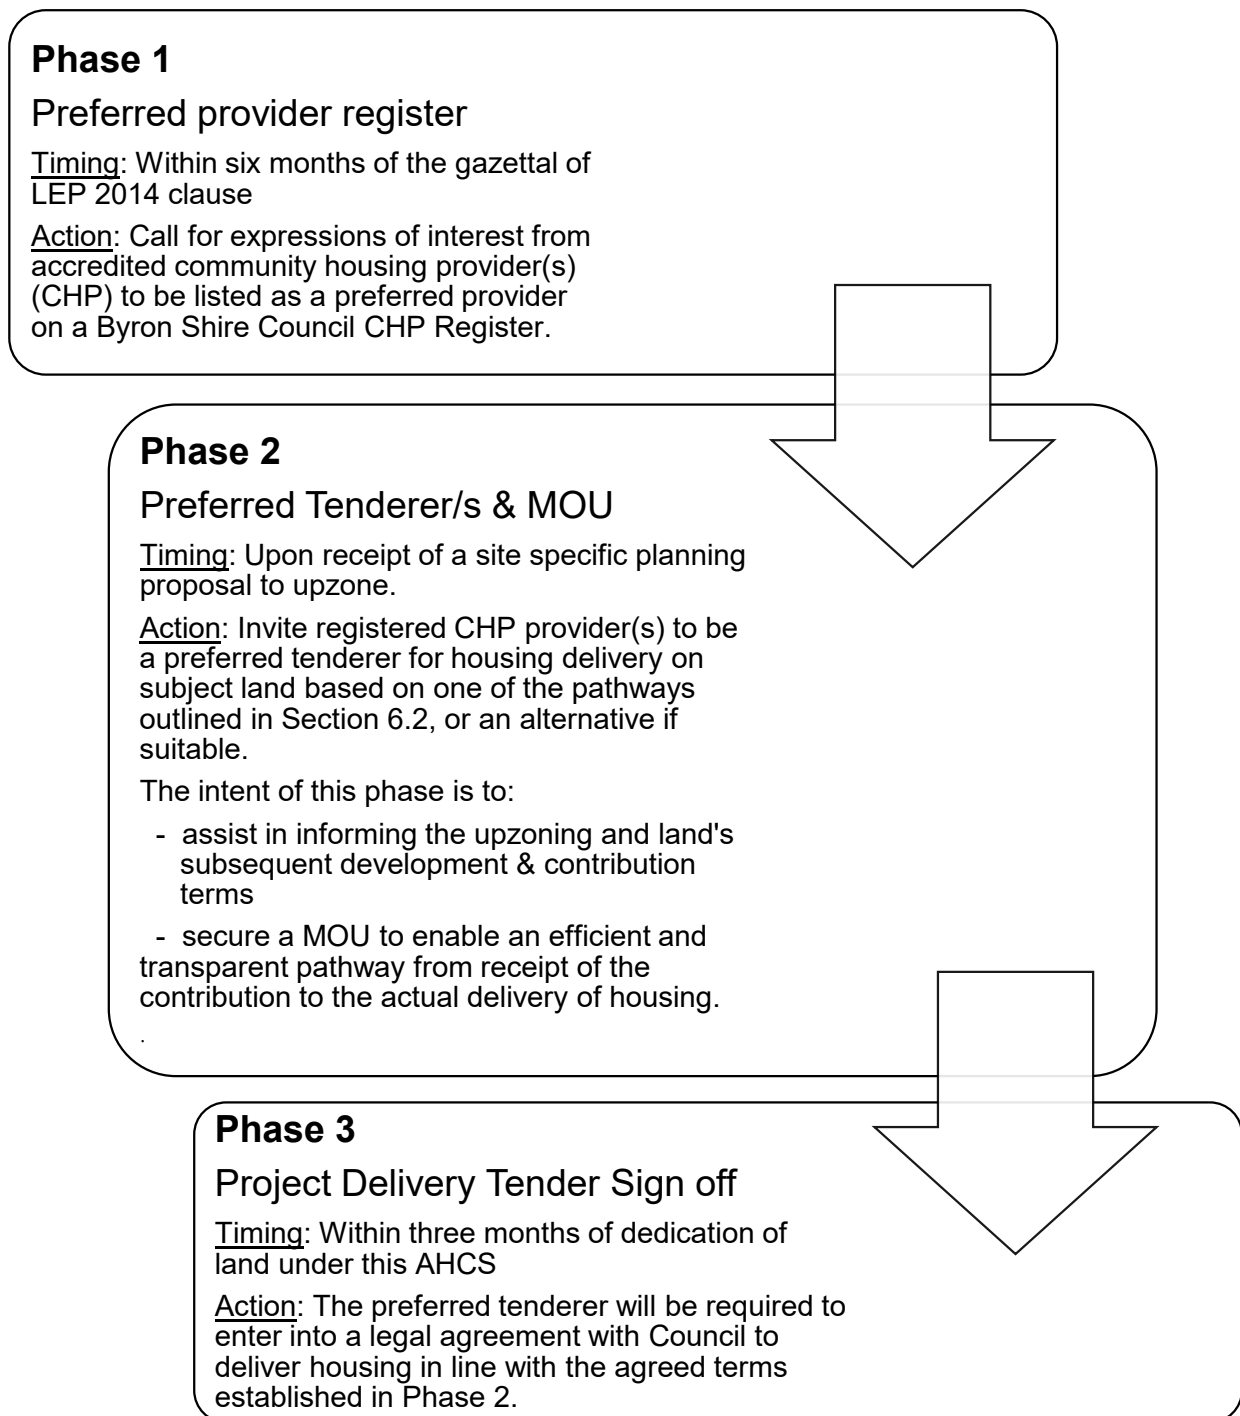 Phase 1
Preferred provider register
Timing: Within six months of the gazettal of
LEP 2014 clause
Action: Call for expressions of interest from
accredited community housing provider(s)
(CHP) to be listed as a preferred provider
on a Byron Shire Council CHP Register.
Phase 2
Preferred Tenderer/s & MOU
Timing: Upon receipt of a site specific planning
proposal to upzone.
Action: Invite registered CHP provider(s) to be
a preferred tenderer for housing delivery on
subject land based on one of the pathways
outlined in Section 6.2, or an alternative if
suitable.
The intent of this phase is to:
- assist in informing the upzoning and land's
subsequent development & contribution
terms
- secure a MOU to enable an efficient and
transparent pathway from receipt of the
contribution to the actual delivery of housing.
.
Phase 3
Project Delivery Tender Sign off
Timing: Within three months of dedication of
land under this AHCS
Action: The preferred tenderer will be required to
enter into a legal agreement with Council to
deliver housing in line with the agreed terms
established in Phase 2.